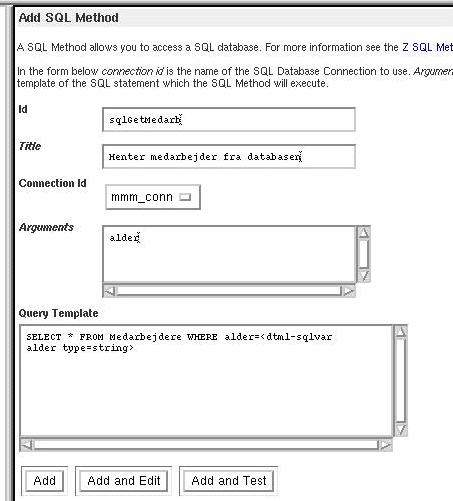 Add SQL Method
A SQL Method allows you to access a SQL database. For more information see the Z SQL Met
In the form below connection id is the name of the SQL Database Connection to use. Argumen
template of the SQL statement which the SQL Method will execute.
Id
sqlGetMedarb
Title
Henter medarbejder fra databasen
Connection Id
mmm_conn
Arguments
alder
Query Template
SELECT * FROM Medarbejdere WHERE alder=<dtml-sqlvar
alder type=string>
Add Add and Edit Add and Test